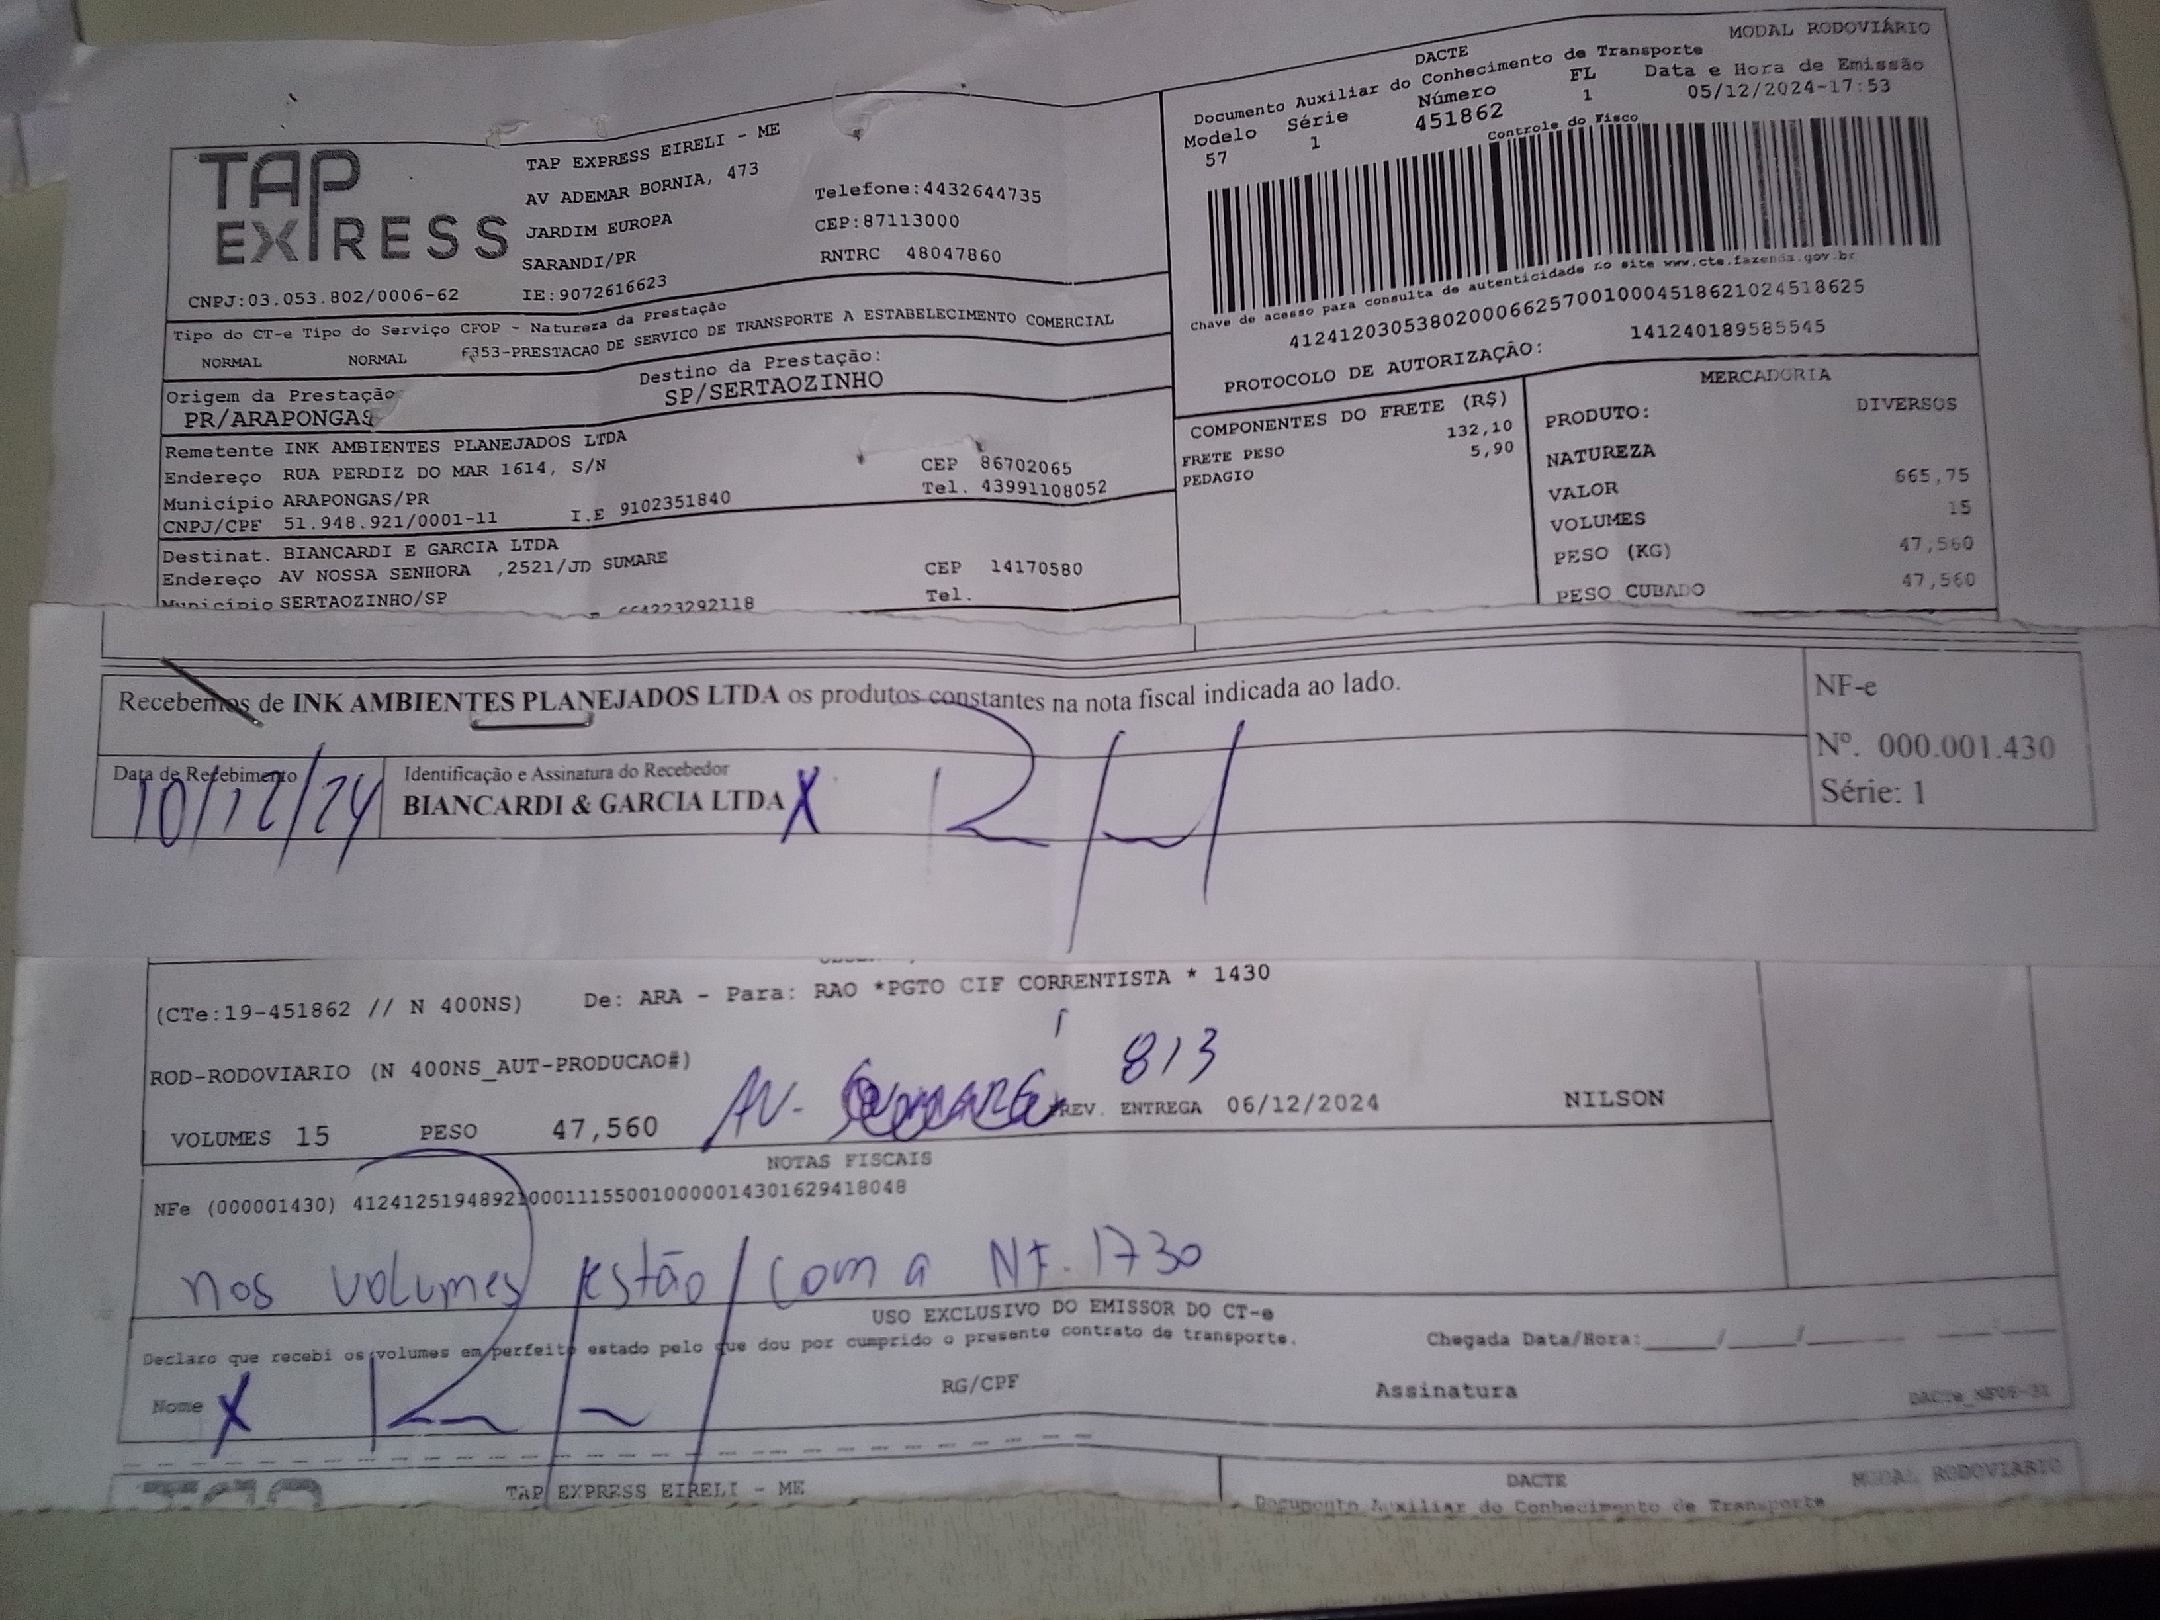 TAP EXPRESS
TAP EXPRESS EIRELI - ME
AV ADEMAR BORNIA, 473
JARDIM EUROPA
SARANDI/PR
Telefone:4432644735
CEP:87113000
RNTRC 48047860
CNPJ:03.053.802/0006-62 IE:9072616623
Tipo do CT-e Tipo do Serviço CFOP - Natureza da Prestação
NORMAL NORMAL 6353-PRESTACAO DE SERVICO DE TRANSPORTE A ESTABELECIMENTO COMERCIAL
Origem da Prestação Destino da Prestação:
PR/ARAPONGAS SP/SERTAOZINHO
Remetente INK AMBIENTES PLANEJADOS LTDA
Endereço RUA PERDIZ DO MAR 1614, S/N CEP 86702065
Município ARAPONGAS/PR Tel. 43991108052
CNPJ/CPF 51.948.921/0001-11 I.E 9102351840
Destinat. BIANCARDI E GARCIA LTDA
Endereço AV NOSSA SENHORA ,2521/JD SUMARE CEP 14170580
Município SERTAOZINHO/SP Tel.
664223292118
MODAL RODOVIÁRIO
DACTE
Documento Auxiliar do Conhecimento de Transporte
Modelo Série Número FL Data e Hora de Emissão
57 1 451862 1 05/12/2024-17:53
Controle do Fisco
Chave de acesso para consulta de autenticidade no site www.cte.fazenda.gov.br
41241203053802000662570010004518621024518625
PROTOCOLO DE AUTORIZAÇÃO: 141240189585545
COMPONENTES DO FRETE (R$)
FRETE PESO 132,10
PEDAGIO 5,90
MERCADORIA
PRODUTO: DIVERSOS
NATUREZA
VALOR 665,75
VOLUMES 15
PESO (KG) 47,560
PESO CUBADO 47,560
Recebemos de INK AMBIENTES PLANEJADOS LTDA os produtos constantes na nota fiscal indicada ao lado.
Data de Recebimento Identificação e Assinatura do Recebedor
10/12/24 BIANCARDI & GARCIA LTDA X
NF-e
Nº. 000.001.430
Série: 1
(CTe:19-451862 // N 400NS) De: ARA - Para: RAO *PGTO CIF CORRENTISTA * 1430
ROD-RODOVIARIO (N 400NS_AUT-PRODUCAO#)
AV. 813
VOLUMES 15 PESO 47,560 PREV. ENTREGA 06/12/2024 NILSON
NOTAS FISCAIS
NFe (000001430) 41241251948921000111550010000014301629418048
nos volumes estão com a NF. 1730
USO EXCLUSIVO DO EMISSOR DO CT-e
Declaro que recebi os volumes em perfeito estado pelo que dou por cumprido o presente contrato de transporte. Chegada Data/Hora:____/____/______ ___ ___
Nome X RG/CPF Assinatura
TAP EXPRESS EIRELI - ME
DACTE MODAL RODOVIARIO
Documento Auxiliar do Conhecimento de Transporte